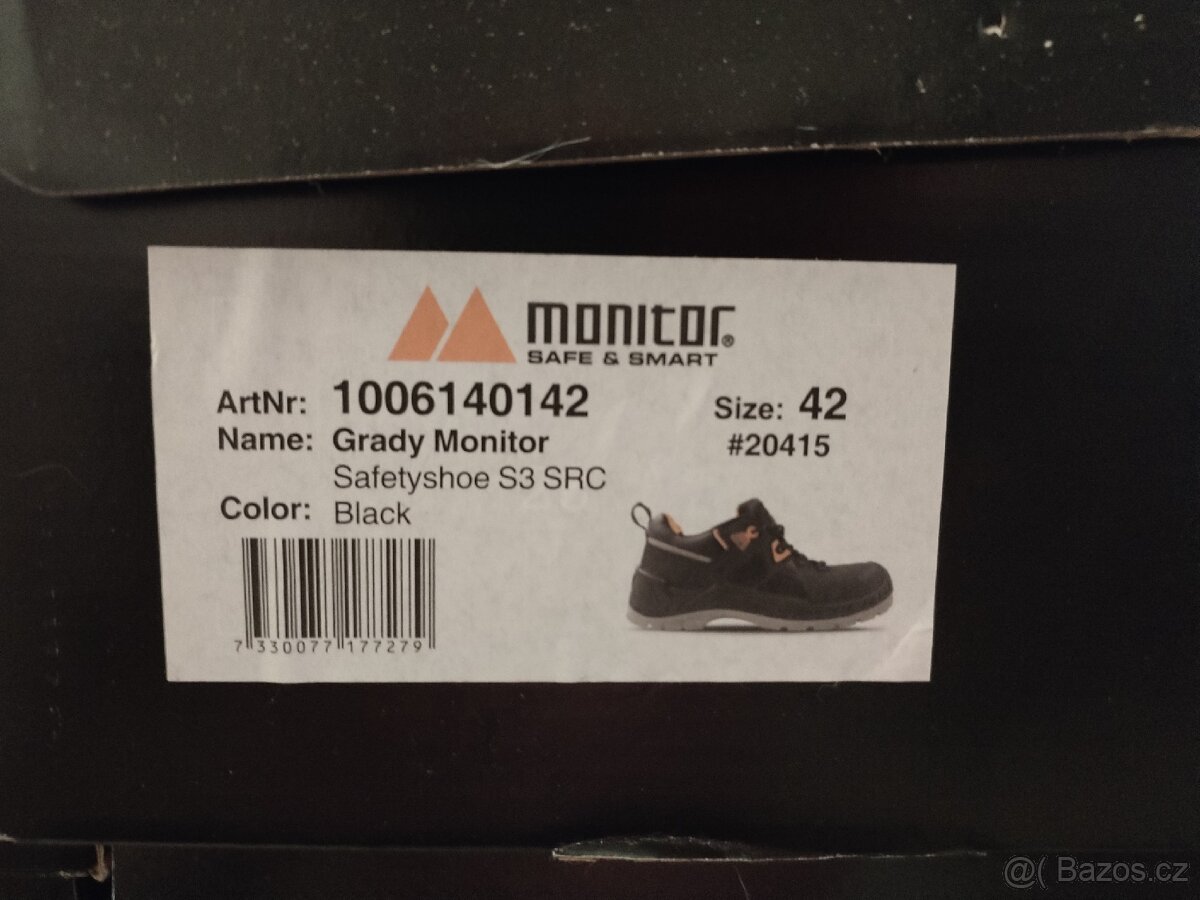 monitor®
SAFE & SMART
ArtNr: 1006140142
Size: 42
Name: Grady Monitor
#20415
Safetyshoe S3 SRC
Color: Black
7 330077 177279
@( Bazos.cz